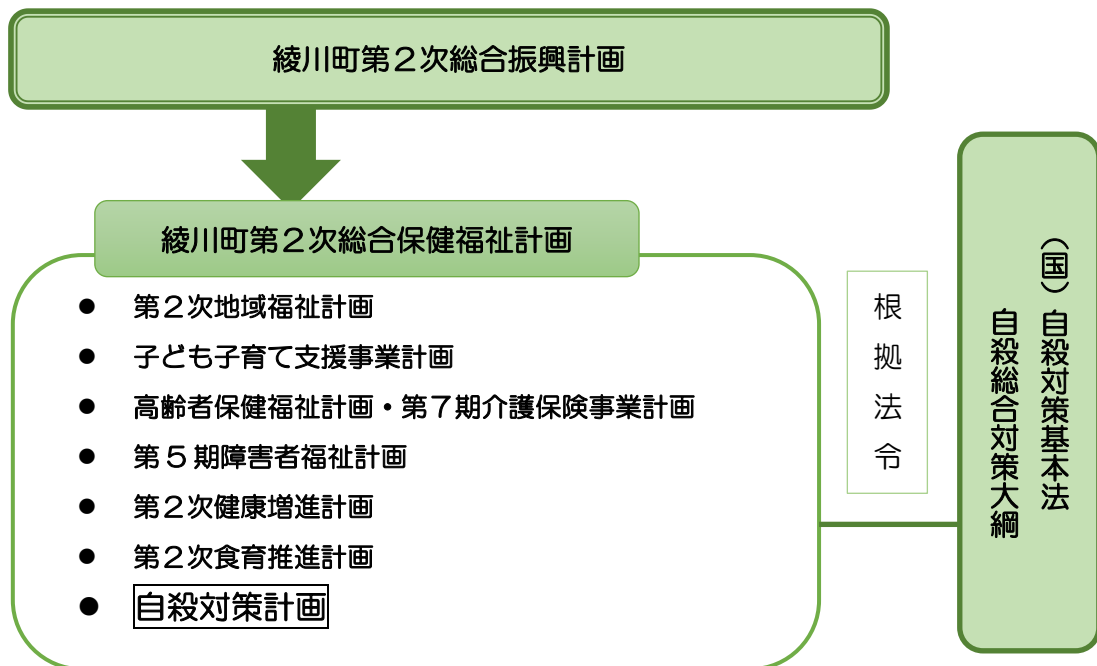 綾川町第２次総合振興計画
綾川町第２次総合保健福祉計画
● 第２次地域福祉計画
● 子ども子育て支援事業計画
● 高齢者保健福祉計画・第７期介護保険事業計画
● 第５期障害者福祉計画
● 第２次健康増進計画
● 第２次食育推進計画
● 自殺対策計画
根拠法令
（国）自殺対策基本法
自殺総合対策大綱